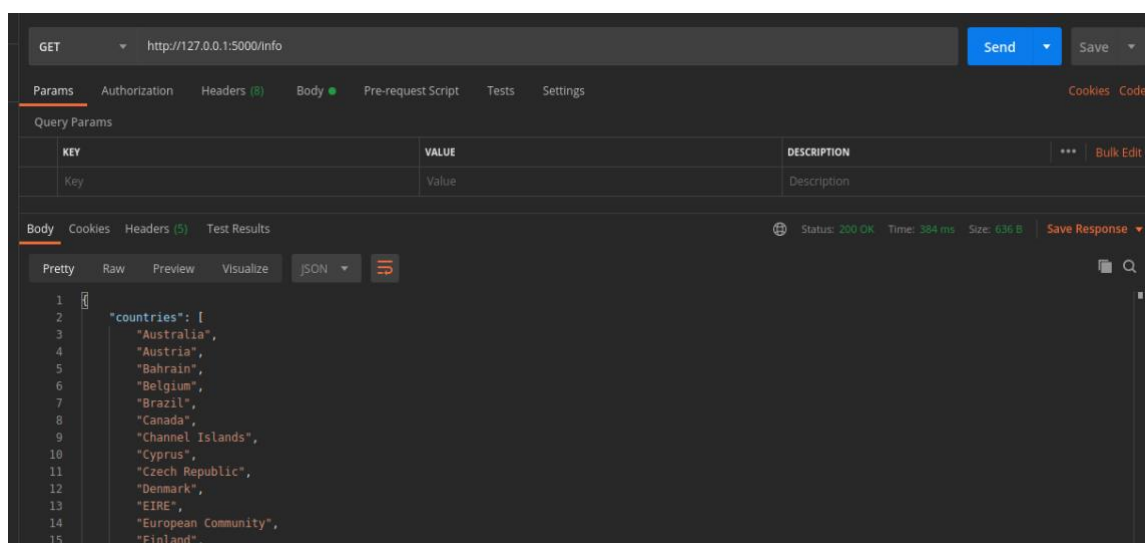 GET http://127.0.0.1:5000/info Send Save
Params Authorization Headers (8) Body Pre-request Script Tests Settings Cookies Code
Query Params
KEY VALUE DESCRIPTION ••• Bulk Edit
Key Value Description
Body Cookies Headers (5) Test Results Status: 200 OK Time: 384 ms Size: 636 B Save Response
Pretty Raw Preview Visualize JSON
1 {
2 "countries": [
3 "Australia",
4 "Austria",
5 "Bahrain",
6 "Belgium",
7 "Brazil",
8 "Canada",
9 "Channel Islands",
10 "Cyprus",
11 "Czech Republic",
12 "Denmark",
13 "EIRE",
14 "European Community",
15 "Finland",